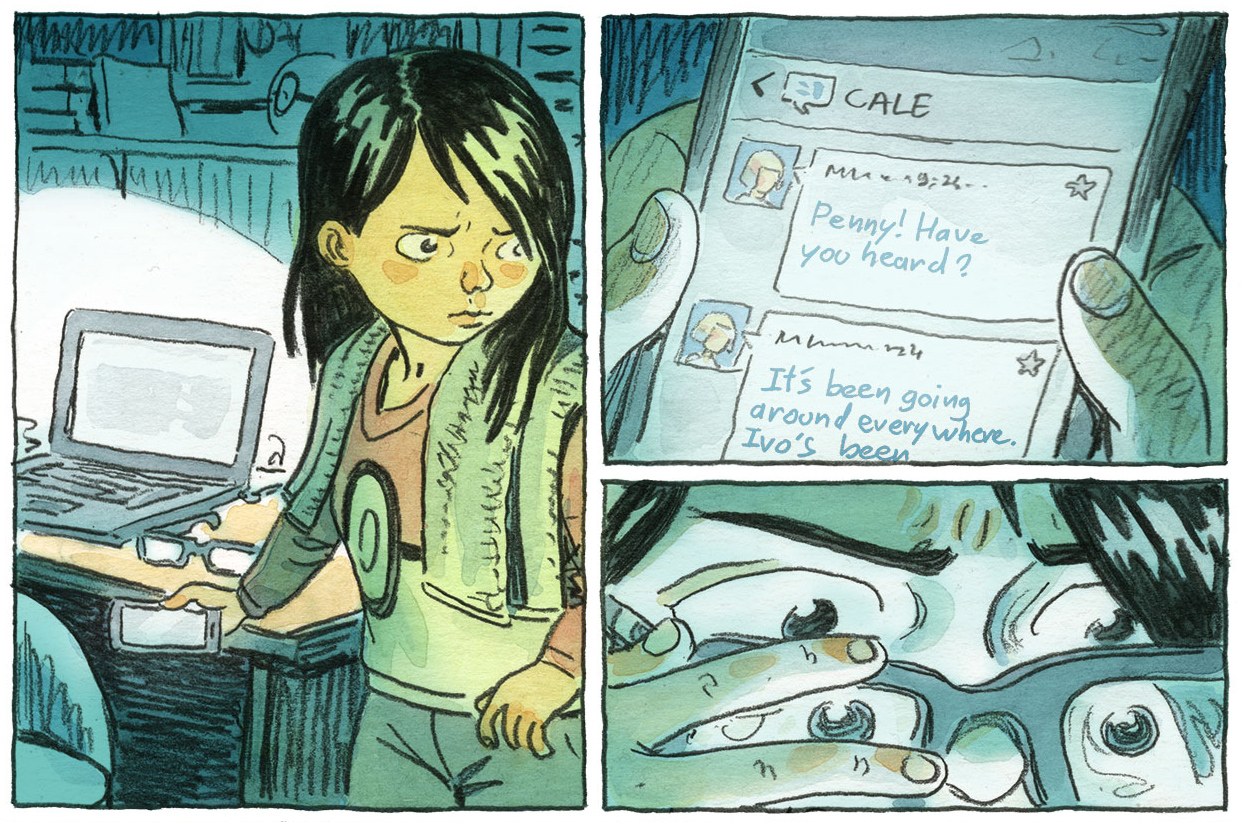 CALE
Penny! Have
you heard?
It's been going
around everywhere.
Ivo's been